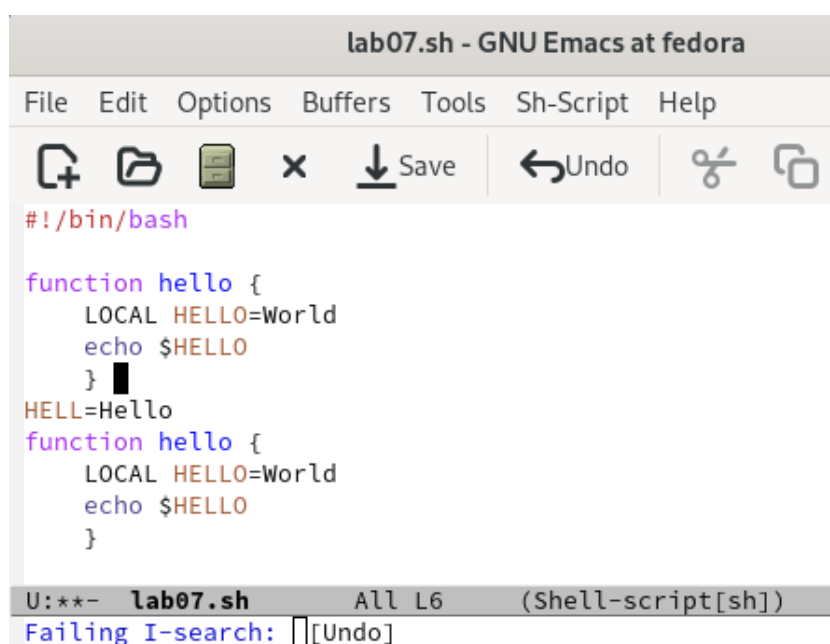 lab07.sh - GNU Emacs at fedora
File Edit Options Buffers Tools Sh-Script Help
Save Undo
#!/bin/bash
function hello {
    LOCAL HELLO=World
    echo $HELLO
    }
HELL=Hello
function hello {
    LOCAL HELLO=World
    echo $HELLO
    }
U:**-  lab07.sh       All L6     (Shell-script[sh])
Failing I-search: [Undo]